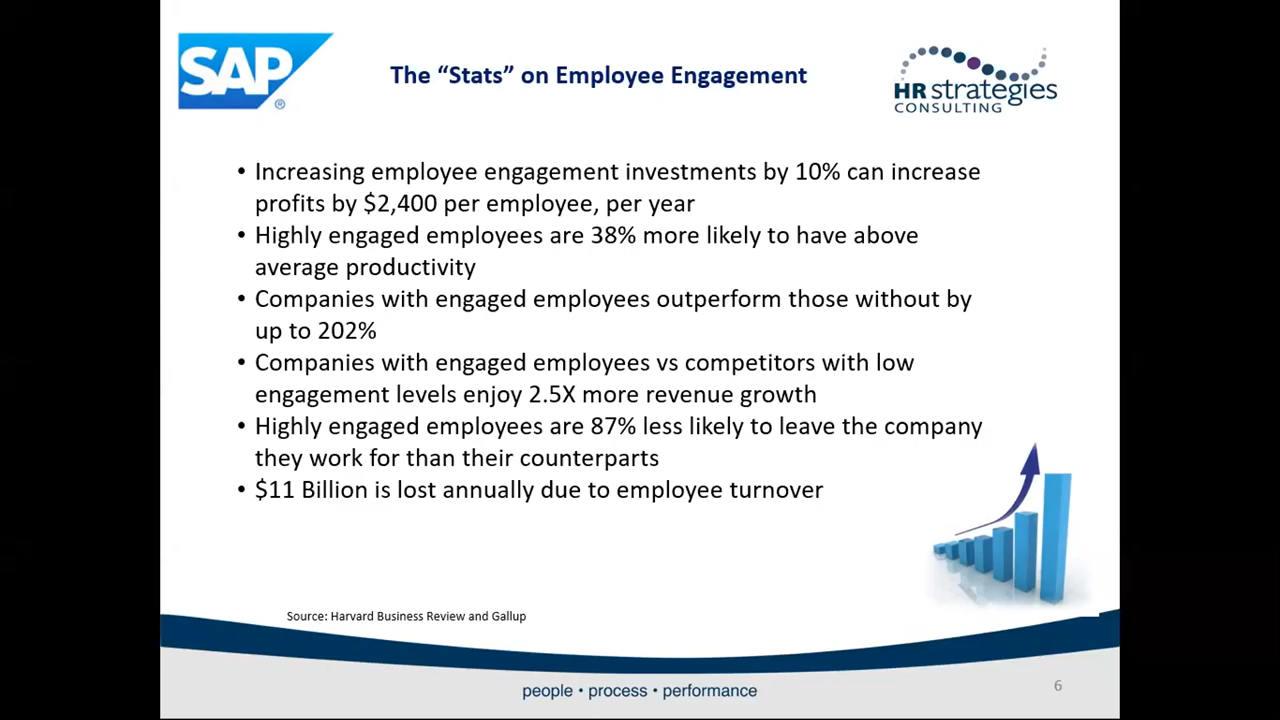 SAP
®
The “Stats” on Employee Engagement
HR strategies
CONSULTING
• Increasing employee engagement investments by 10% can increase
profits by $2,400 per employee, per year
• Highly engaged employees are 38% more likely to have above
average productivity
• Companies with engaged employees outperform those without by
up to 202%
• Companies with engaged employees vs competitors with low
engagement levels enjoy 2.5X more revenue growth
• Highly engaged employees are 87% less likely to leave the company
they work for than their counterparts
• $11 Billion is lost annually due to employee turnover
Source: Harvard Business Review and Gallup
people • process • performance
6